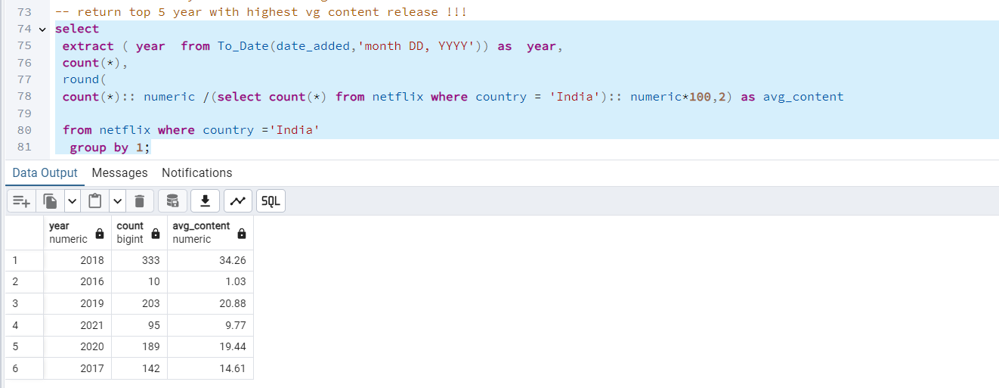 73 -- return top 5 year with highest vg content release !!!
74 select
75 extract ( year from To_Date(date_added,'month DD, YYYY')) as year,
76 count(*),
77 round(
78 count(*):: numeric /(select count(*) from netflix where country = 'India'):: numeric*100,2) as avg_content
79
80 from netflix where country ='India'
81 group by 1;
Data Output Messages Notifications
SQL
year count avg_content
numeric bigint numeric
1 2018 333 34.26
2 2016 10 1.03
3 2019 203 20.88
4 2021 95 9.77
5 2020 189 19.44
6 2017 142 14.61